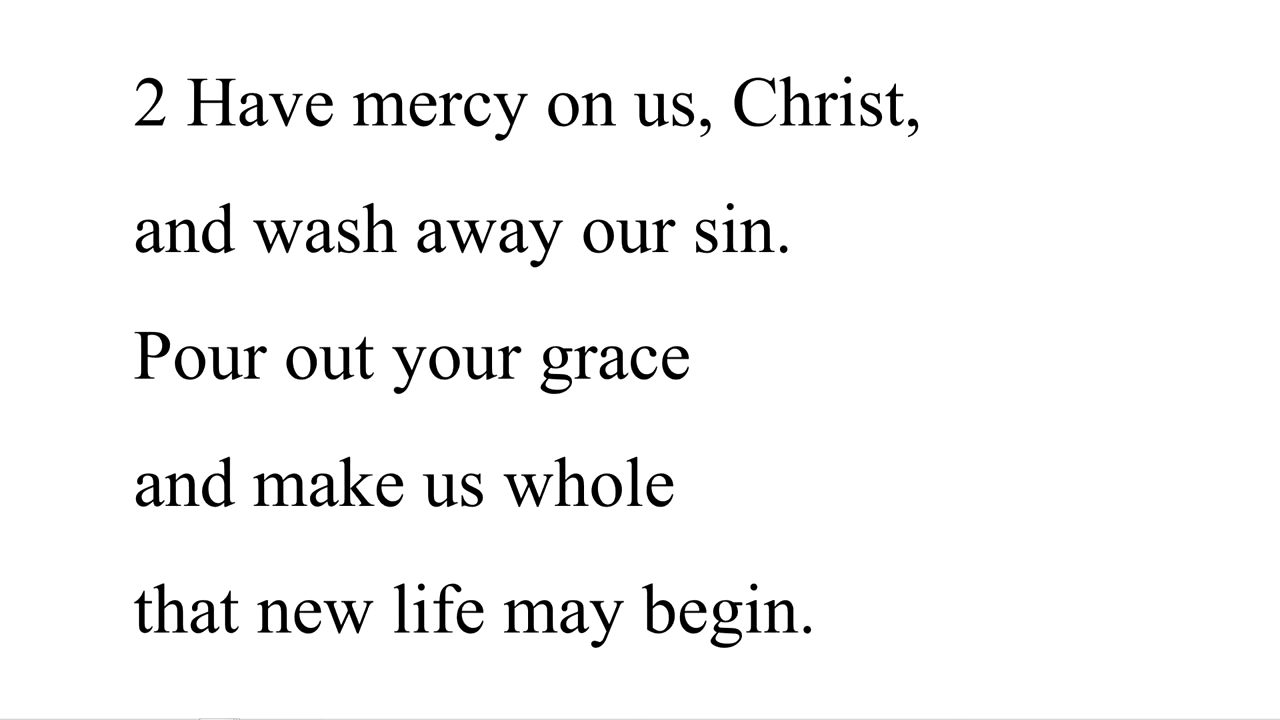 2 Have mercy on us, Christ,
and wash away our sin.
Pour out your grace
and make us whole
that new life may begin.